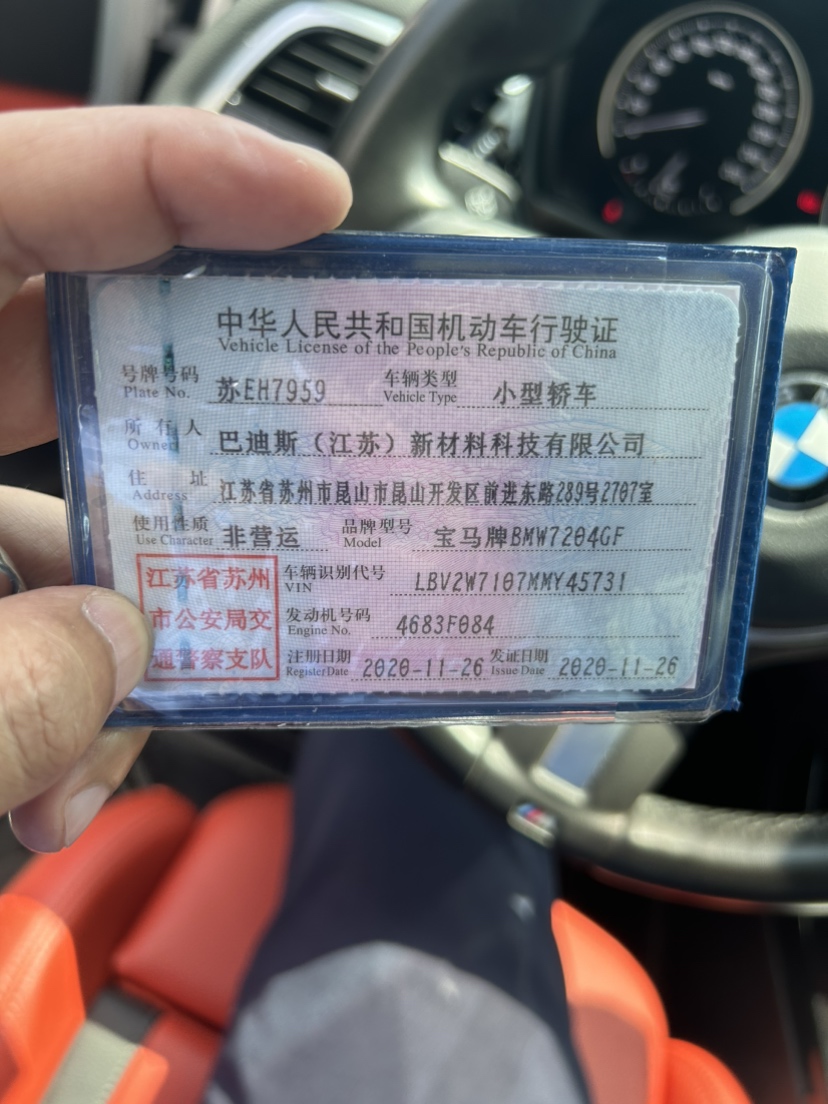 中华人民共和国机动车行驶证
Vehicle License of the People's Republic of China
号牌号码 苏EH7959 车辆类型 小型轿车
Plate No. Vehicle Type
所有人 巴迪斯（江苏）新材料科技有限公司
Owner
住址 江苏省苏州市昆山市昆山开发区前进东路289号2707室
Address
使用性质 非营运 品牌型号 宝马牌BMW7204GF
Use Character Model
江苏省苏州
市公安局交
通警察支队
车辆识别代号 LBV2W7107MMY45731
VIN
发动机号码 4683F084
Engine No.
注册日期 2020-11-26 发证日期 2020-11-26
Register Date Issue Date